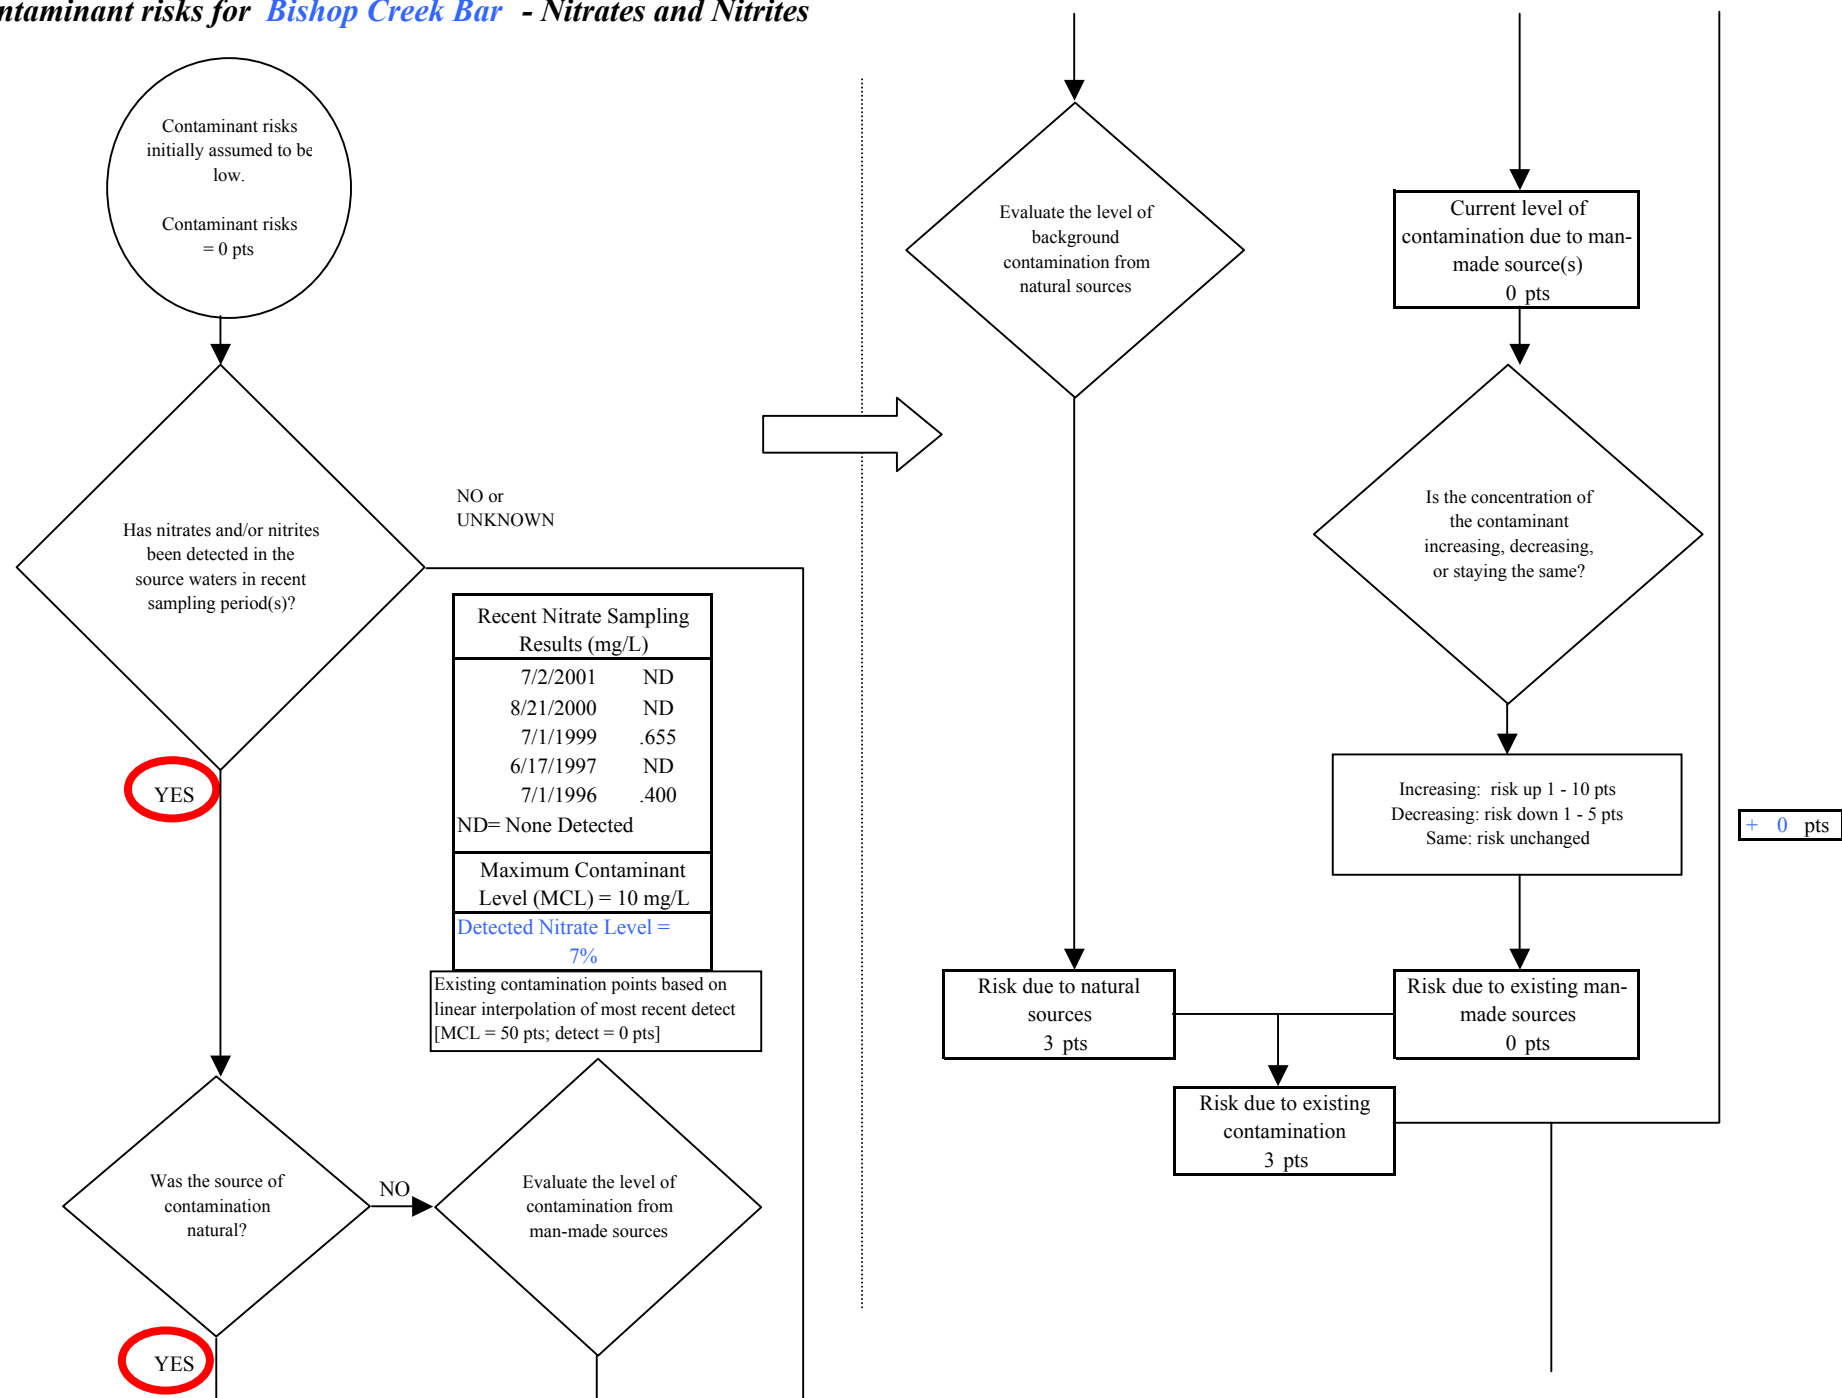 ntaminant risks for Bishop Creek Bar - Nitrates and Nitrites
Contaminant risks
initially assumed to be
low.
Contaminant risks
= 0 pts
Has nitrates and/or nitrites
been detected in the
source waters in recent
sampling period(s)?
NO or
UNKNOWN
YES
Recent Nitrate Sampling
Results (mg/L)
7/2/2001 ND
8/21/2000 ND
7/1/1999 .655
6/17/1997 ND
7/1/1996 .400
ND= None Detected
Maximum Contaminant
Level (MCL) = 10 mg/L
Detected Nitrate Level =
7%
Existing contamination points based on
linear interpolation of most recent detect
[MCL = 50 pts; detect = 0 pts]
Was the source of
contamination
natural?
NO
Evaluate the level of
contamination from
man-made sources
YES
Evaluate the level of
background
contamination from
natural sources
Current level of
contamination due to man-
made source(s)
0 pts
Is the concentration of
the contaminant
increasing, decreasing,
or staying the same?
Increasing: risk up 1 - 10 pts
Decreasing: risk down 1 - 5 pts
Same: risk unchanged
+ 0 pts
Risk due to natural
sources
3 pts
Risk due to existing man-
made sources
0 pts
Risk due to existing
contamination
3 pts